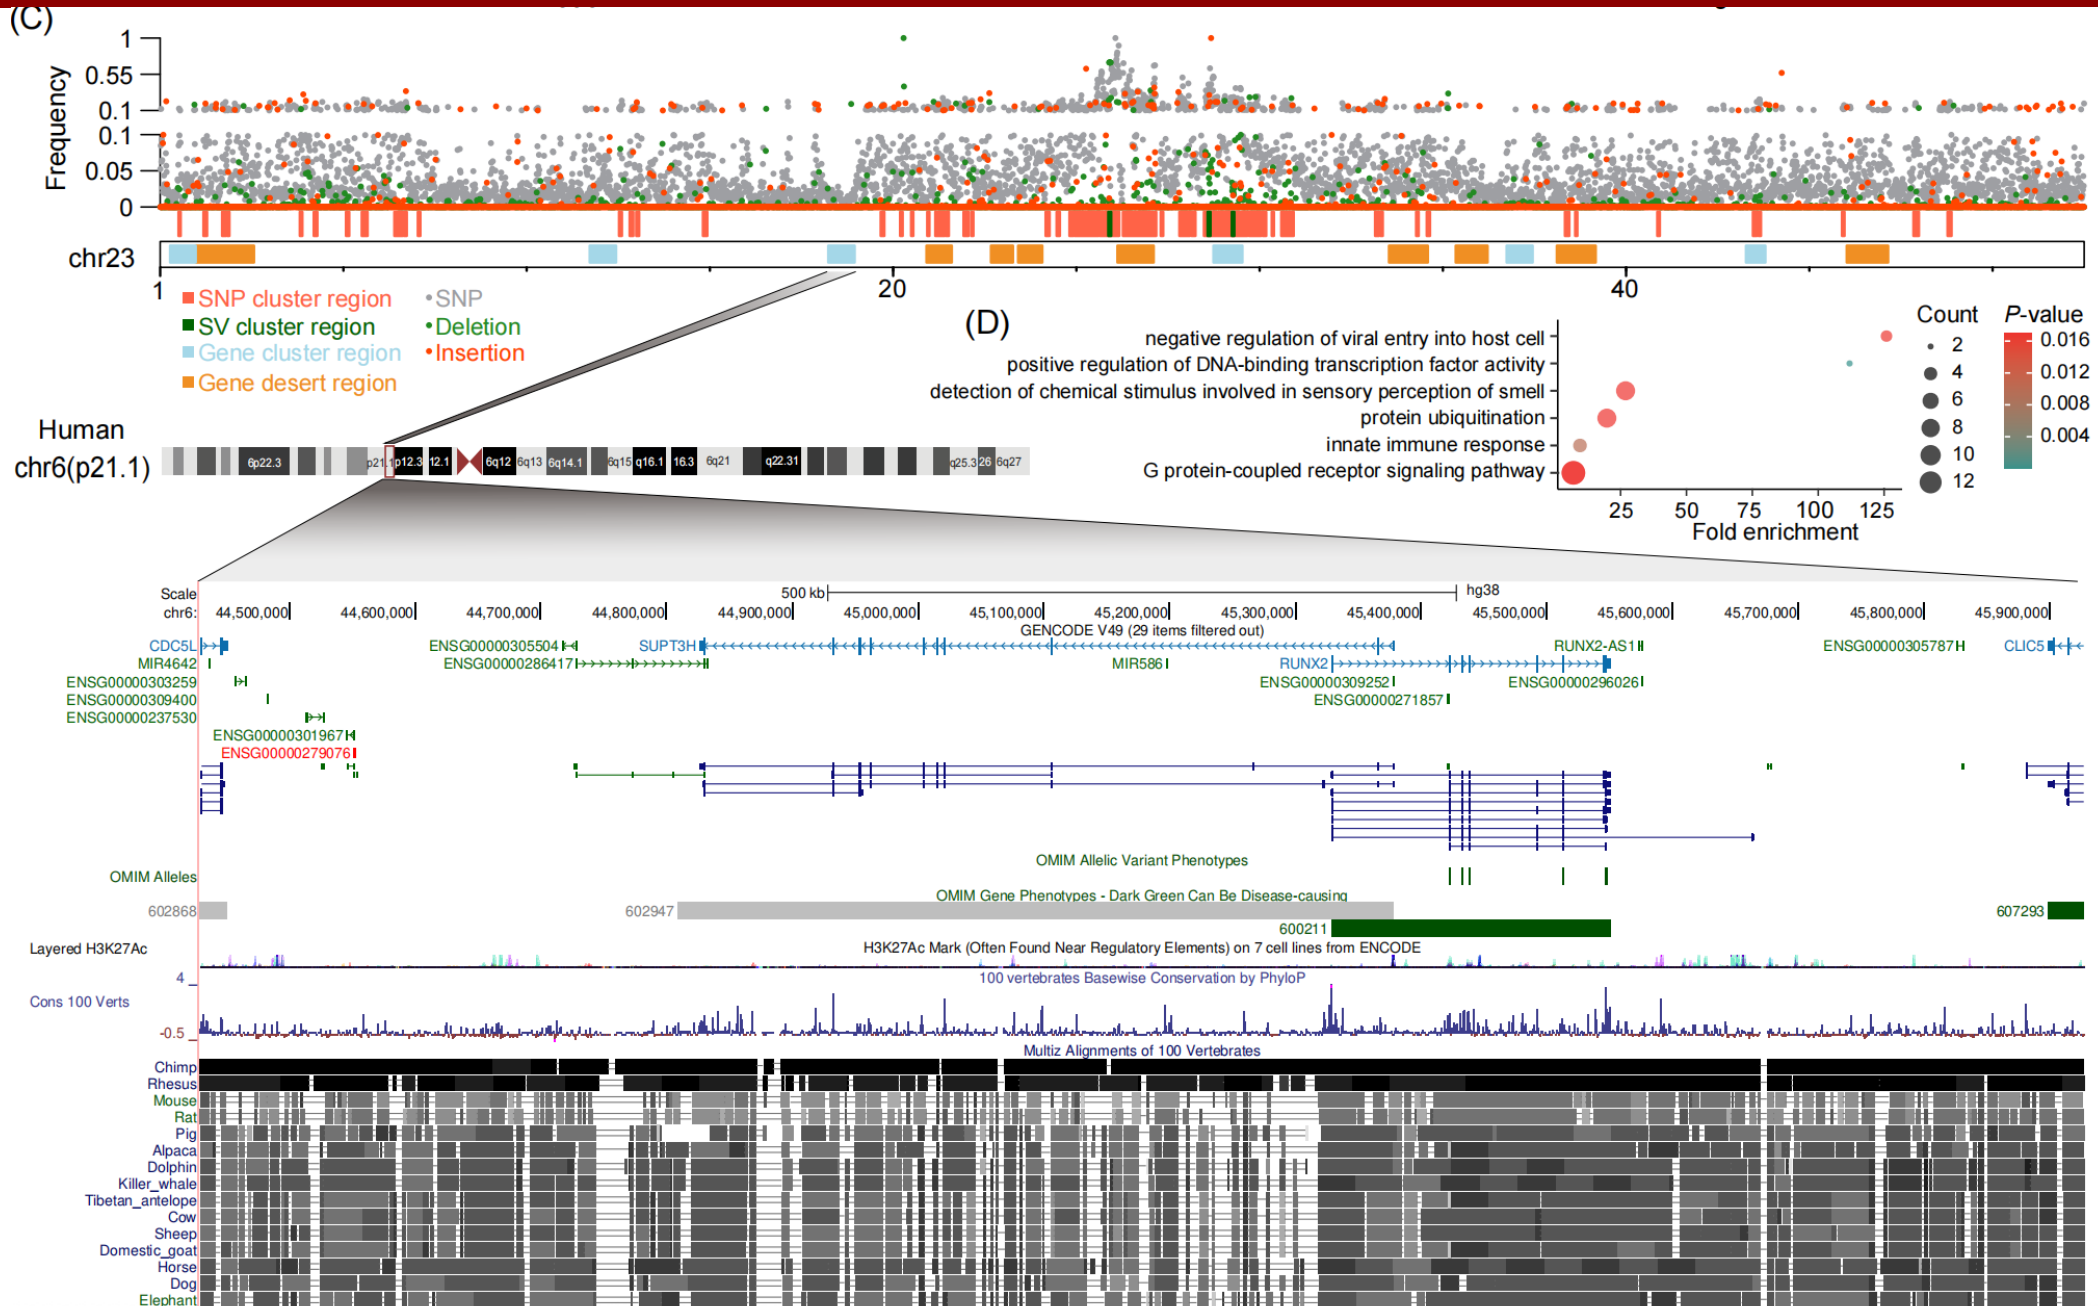 (C)
Frequency
1
0.55
0.1
Frequency
0.1
0.05
0
chr23
1
20
40
SNP cluster region
SV cluster region
Gene cluster region
Gene desert region
SNP
Deletion
Insertion
(D)
negative regulation of viral entry into host cell
positive regulation of DNA-binding transcription factor activity
detection of chemical stimulus involved in sensory perception of smell
protein ubiquitination
innate immune response
G protein-coupled receptor signaling pathway
25 50 75 100 125
Fold enrichment
Count
2
4
6
8
10
12
P-value
0.016
0.012
0.008
0.004
Human
chr6(p21.1)
6p22.3 p21.1 p12.3 12.1 6q12 6q13 6q14.1 6q15 q16.1 16.3 6q21 q22.31 q25.3 26 6q27
Scale 500 kb hg38
chr6: 44,500,000 44,600,000 44,700,000 44,800,000 44,900,000 45,000,000 45,100,000 45,200,000 45,300,000 45,400,000 45,500,000 45,600,000 45,700,000 45,800,000 45,900,000
GENCODE V49 (29 items filtered out)
CDC5L ENSG00000305504 SUPT3H RUNX2-AS1 ENSG00000305787 CLIC5
MIR4642 ENSG00000286417 MIR586 RUNX2
ENSG00000303259 ENSG00000309252 ENSG00000296026
ENSG00000309400 ENSG00000271857
ENSG00000237530
ENSG00000301967
ENSG00000279076
OMIM Allelic Variant Phenotypes
OMIM Alleles
OMIM Gene Phenotypes - Dark Green Can Be Disease-causing
602868 602947 607293
600211
Layered H3K27Ac H3K27Ac Mark (Often Found Near Regulatory Elements) on 7 cell lines from ENCODE
4 _ 100 vertebrates Basewise Conservation by PhyloP
Cons 100 Verts
-0.5 _
Multiz Alignments of 100 Vertebrates
Chimp
Rhesus
Mouse
Rat
Pig
Alpaca
Dolphin
Killer_whale
Tibetan_antelope
Cow
Sheep
Domestic_goat
Horse
Dog
Elephant